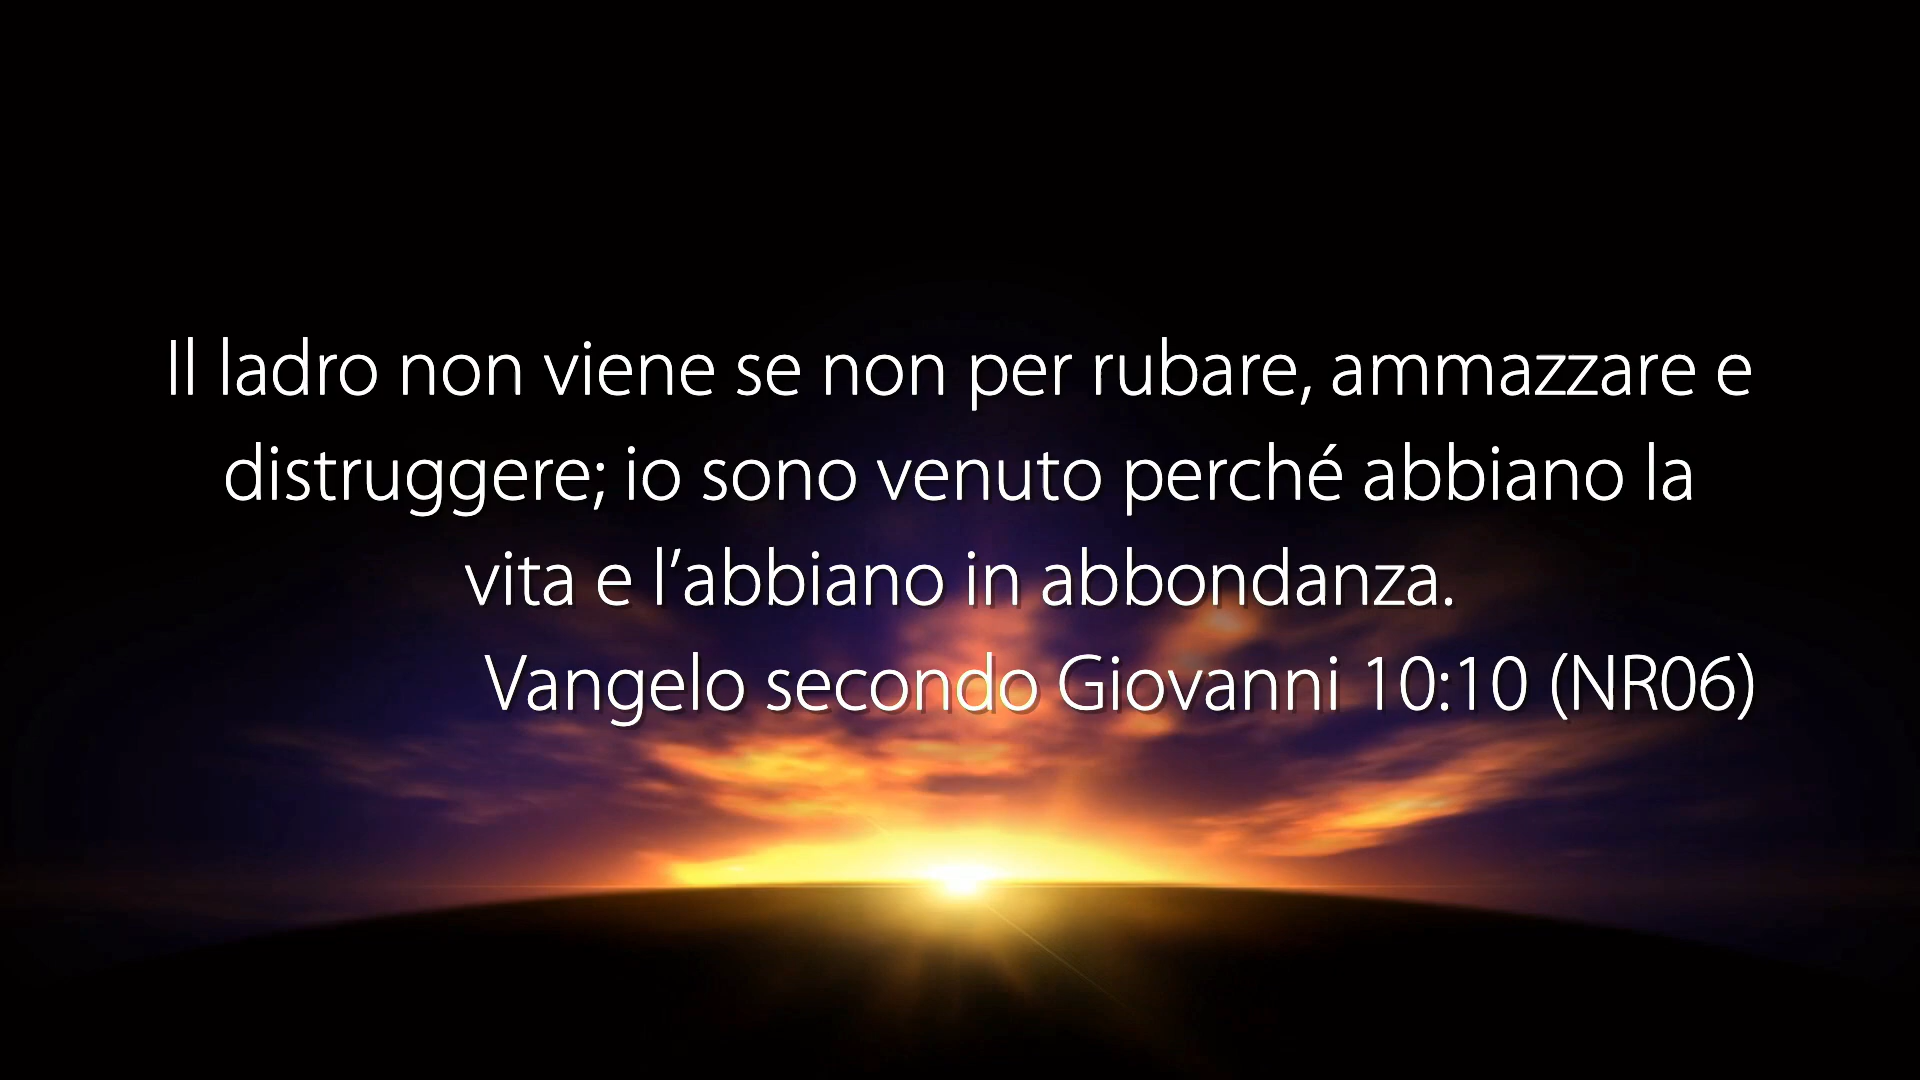 Il ladro non viene se non per rubare, ammazzare e
distruggere; io sono venuto perché abbiano la
vita e l’abbiano in abbondanza.
Vangelo secondo Giovanni 10:10 (NR06)